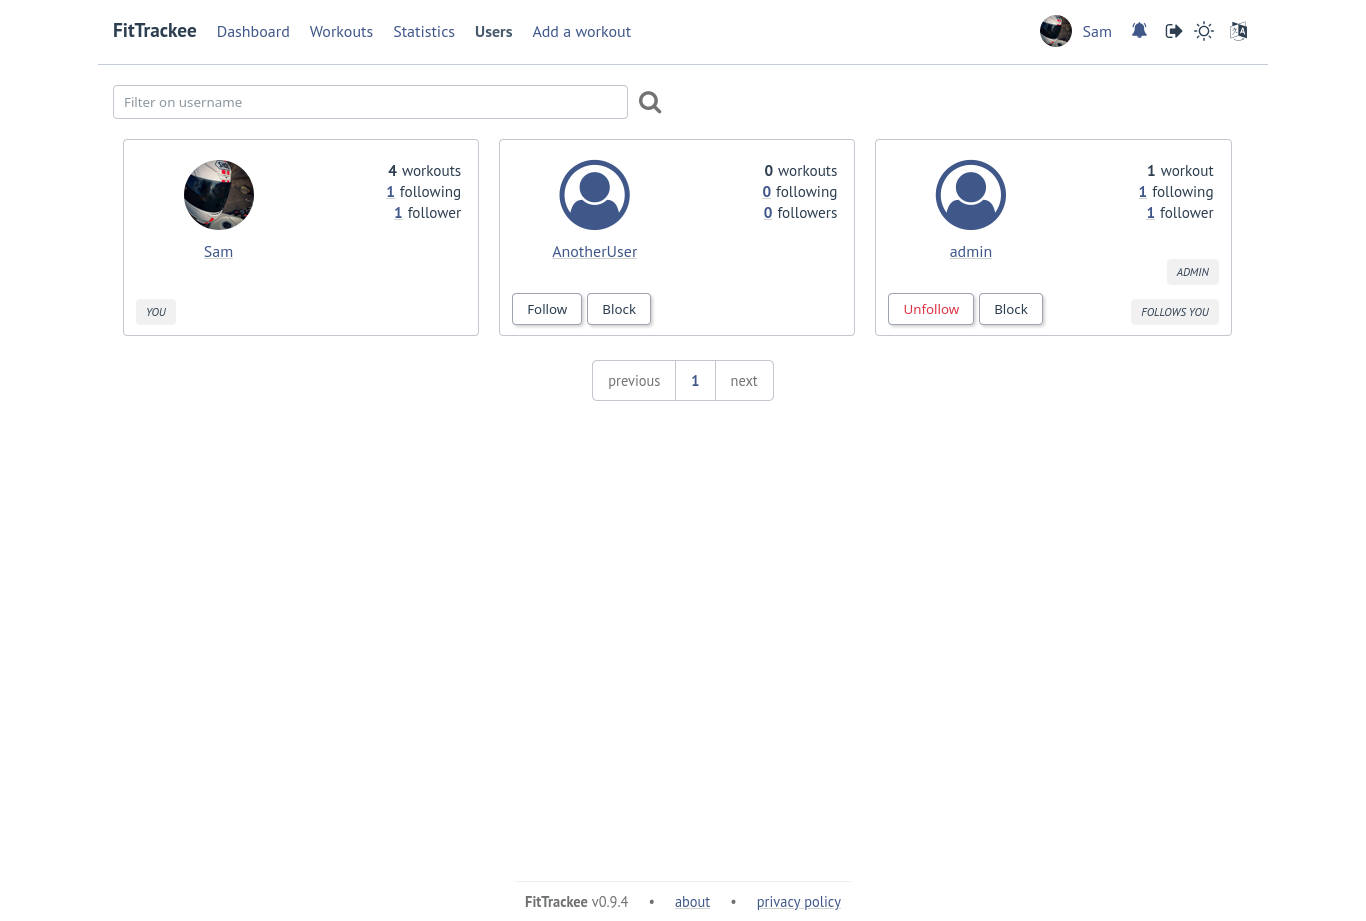 FitTrackee Dashboard Workouts Statistics Users Add a workout Sam
Filter on username
4 workouts
1 following
1 follower
Sam
YOU
0 workouts
0 following
0 followers
AnotherUser
Follow Block
1 workout
1 following
1 follower
admin
ADMIN
Unfollow Block FOLLOWS YOU
previous 1 next
FitTrackee v0.9.4 • about • privacy policy